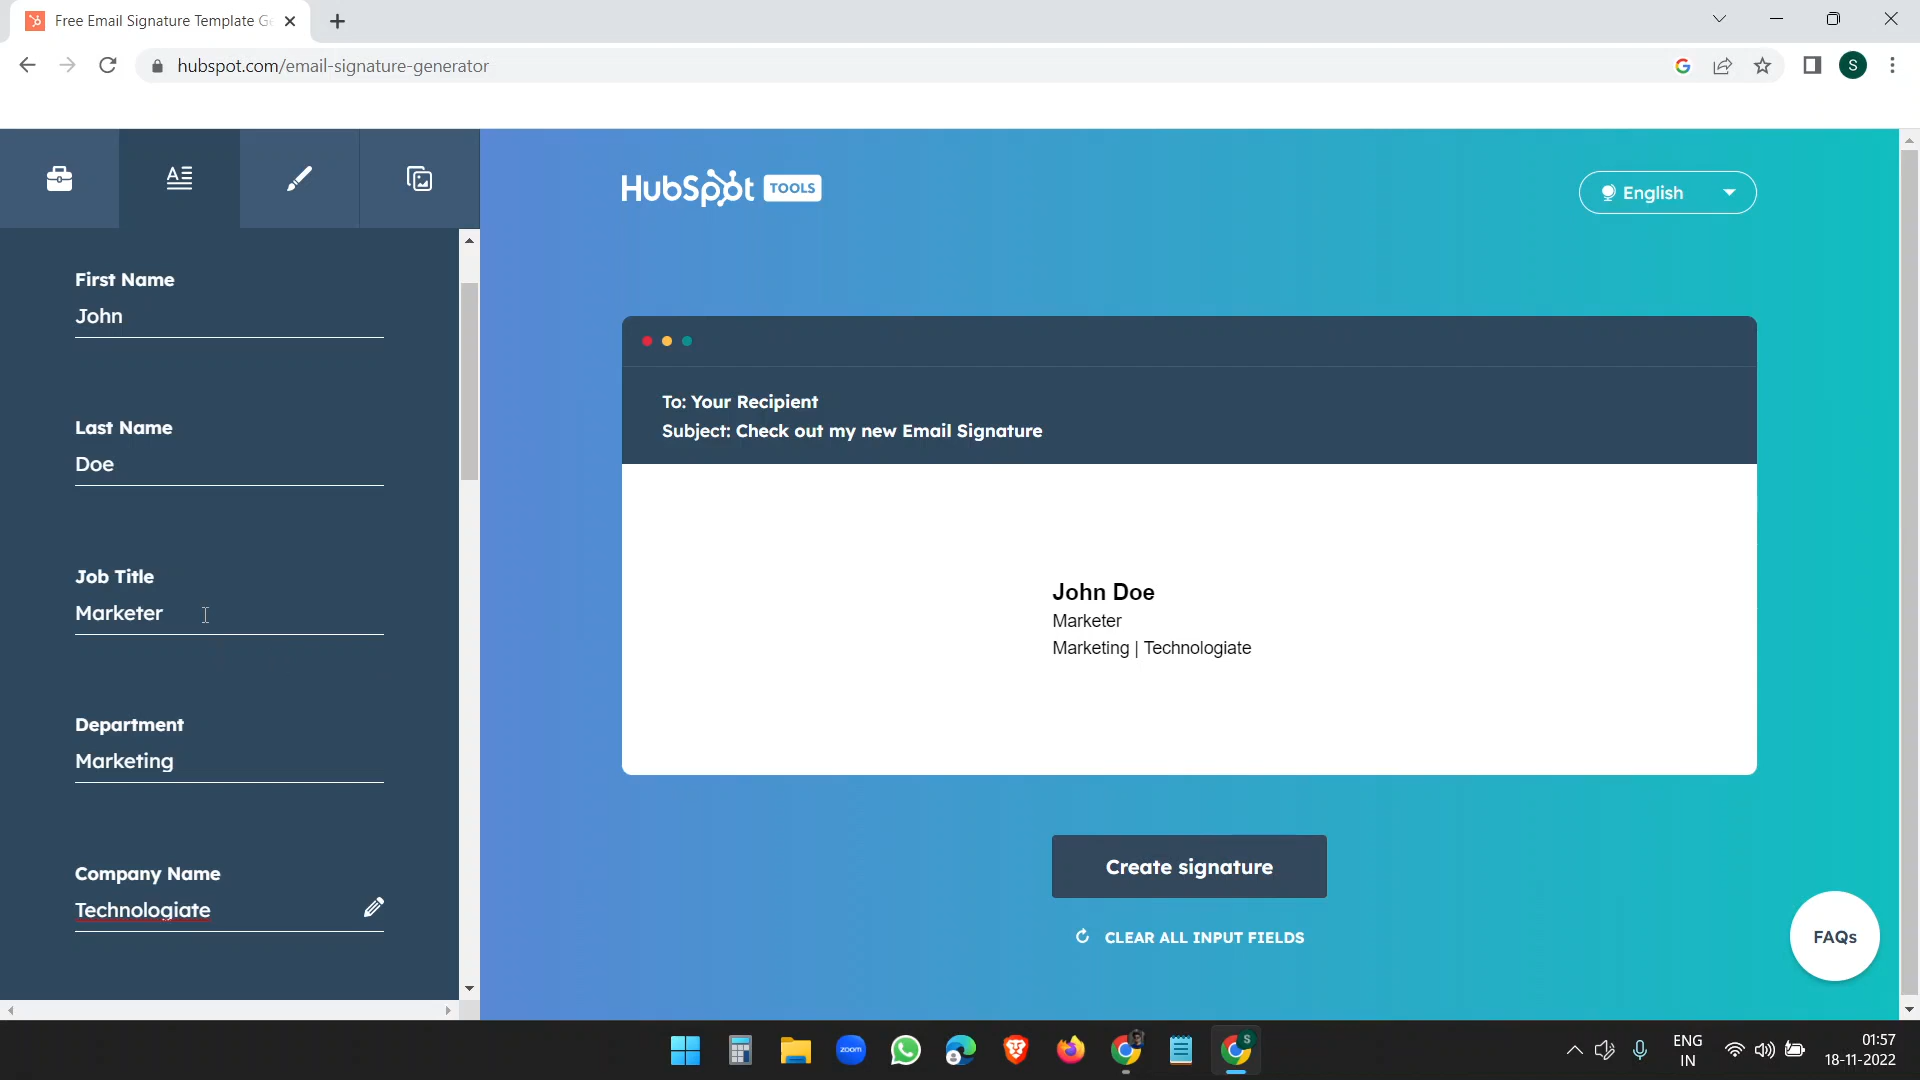 Free Email Signature Template Ge
hubspot.com/email-signature-generator
S
First Name
John
Last Name
Doe
Job Title
Marketer
Department
Marketing
Company Name
Technologiate
HubSpot TOOLS
English
To: Your Recipient
Subject: Check out my new Email Signature
John Doe
Marketer
Marketing | Technologiate
Create signature
CLEAR ALL INPUT FIELDS
FAQs
zoom
S
ENG
IN
01:57
18-11-2022